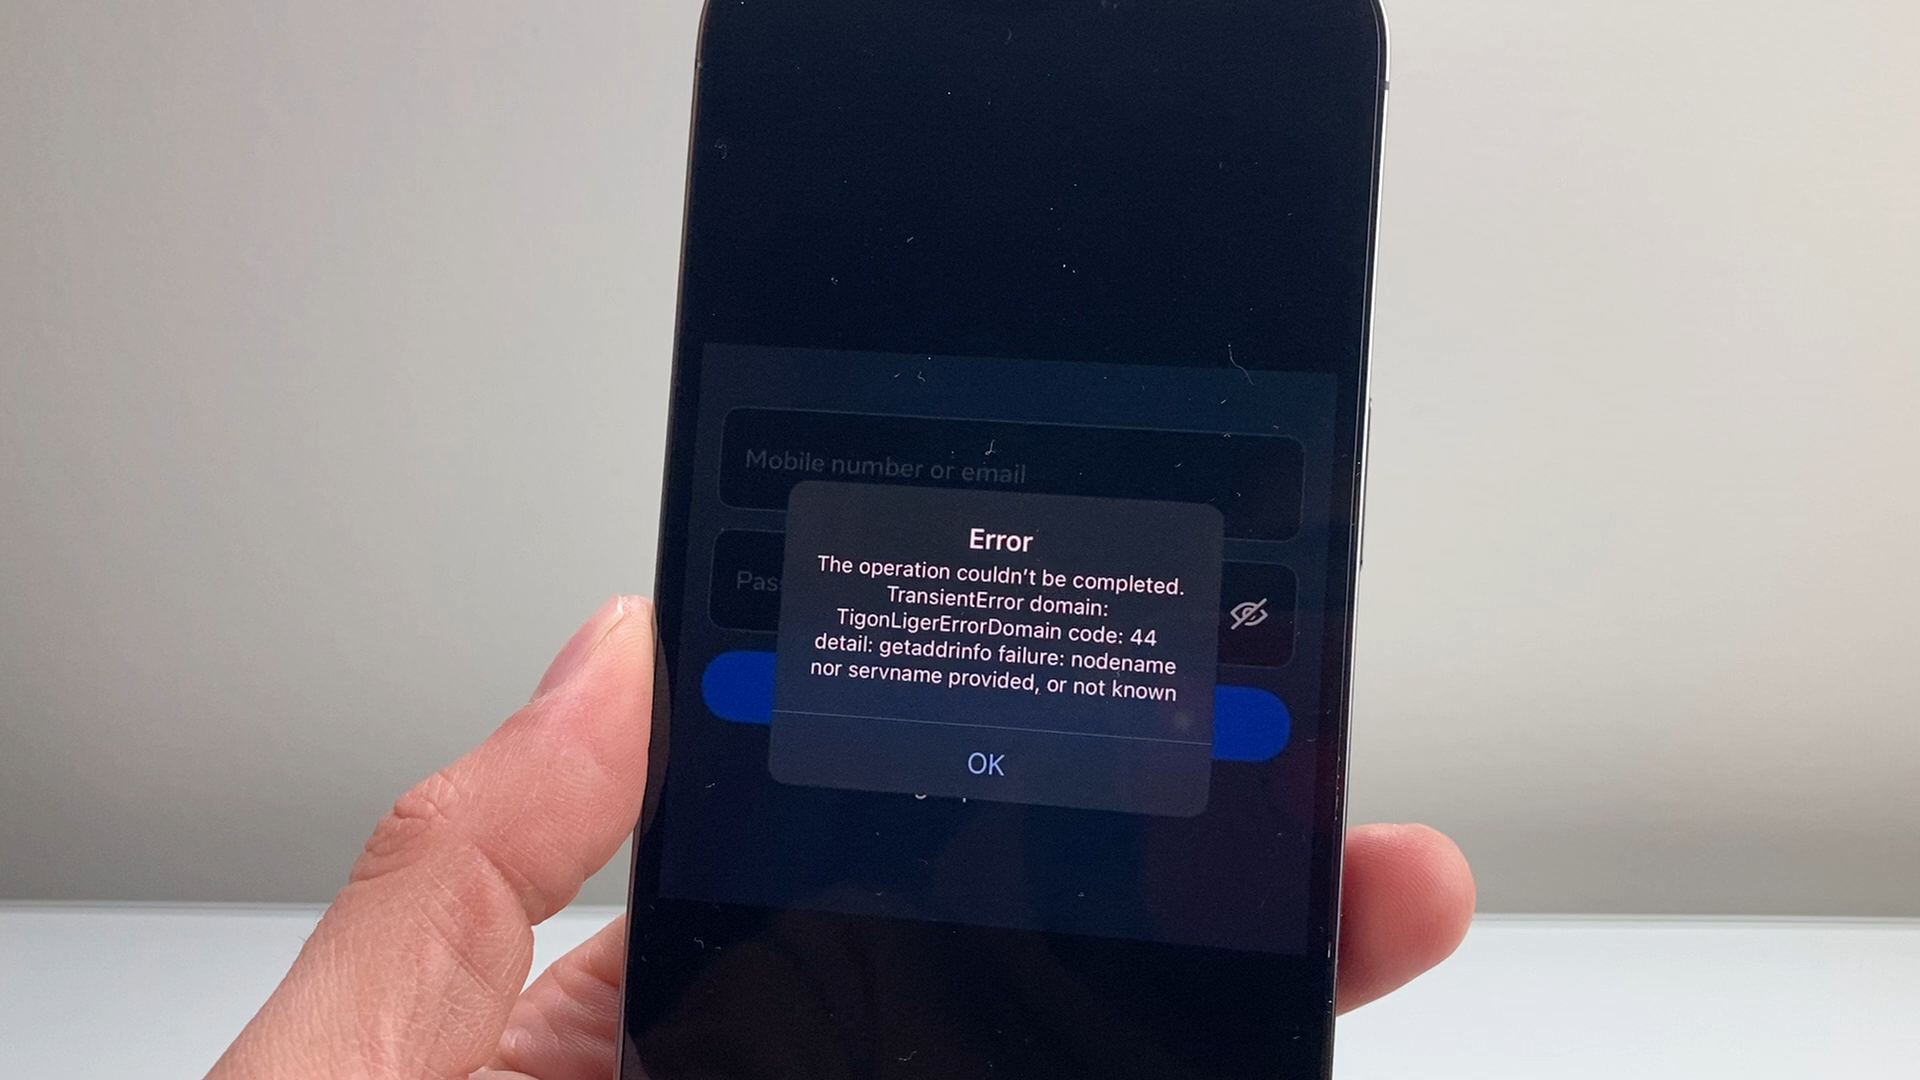 Mobile number or email
Error
The operation couldn't be completed.
TransientError domain:
TigonLigerErrorDomain code: 44
detail: getaddrinfo failure: nodename
nor servname provided, or not known
OK